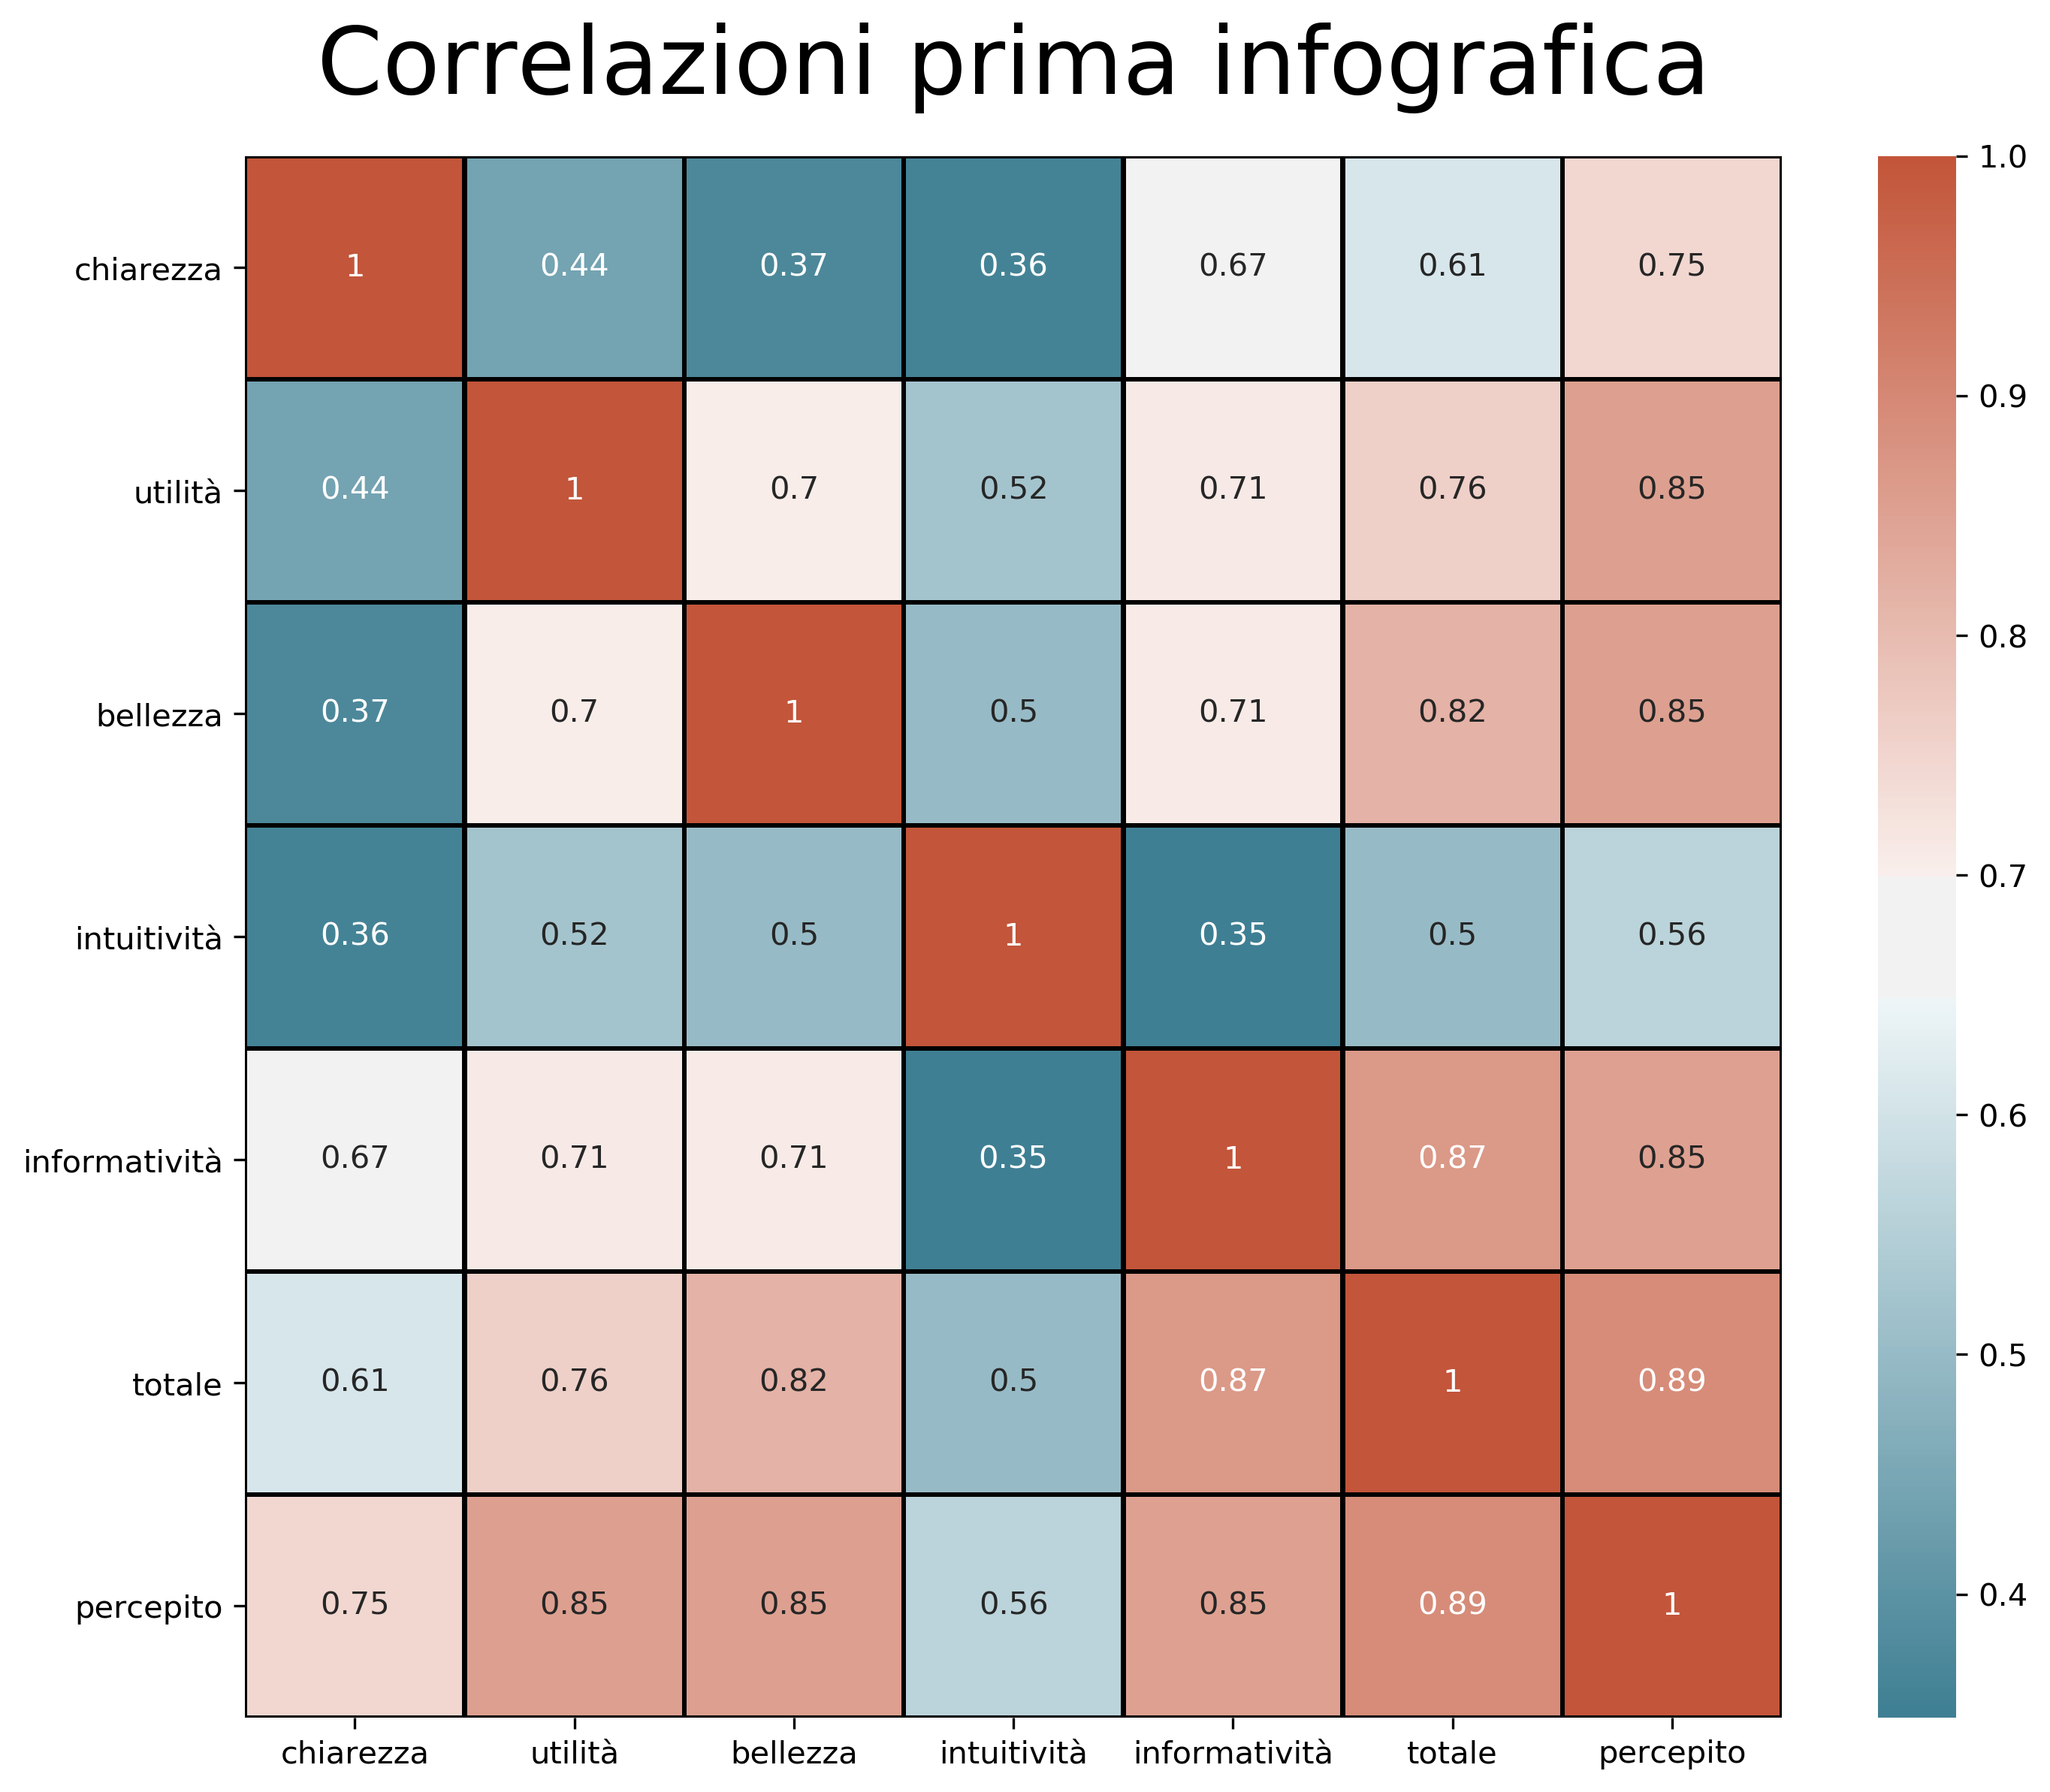 Correlazioni prima infografica
chiarezza 1 0.44 0.37 0.36 0.67 0.61 0.75
utilità 0.44 1 0.7 0.52 0.71 0.76 0.85
bellezza 0.37 0.7 1 0.5 0.71 0.82 0.85
intuitività 0.36 0.52 0.5 1 0.35 0.5 0.56
informatività 0.67 0.71 0.71 0.35 1 0.87 0.85
totale 0.61 0.76 0.82 0.5 0.87 1 0.89
percepito 0.75 0.85 0.85 0.56 0.85 0.89 1
chiarezza utilità bellezza intuitività informatività totale percepito
1.0
0.9
0.8
0.7
0.6
0.5
0.4